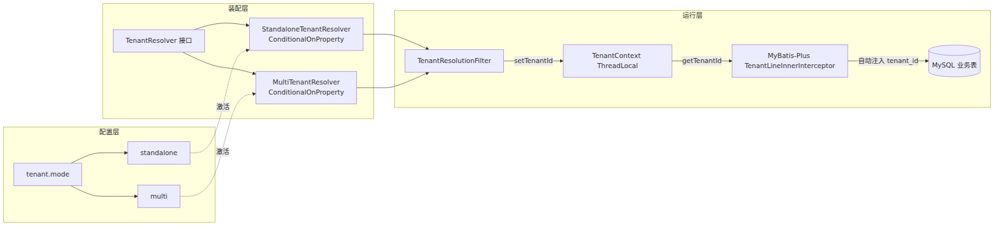 装配层
TenantResolver 接口
StandaloneTenantResolver
ConditionalOnProperty
MultiTenantResolver
ConditionalOnProperty
激活
激活
配置层
tenant.mode
standalone
multi
运行层
TenantResolutionFilter
setTenantId
TenantContext
ThreadLocal
getTenantId
MyBatis-Plus
TenantLineInnerInterceptor
自动注入 tenant_id
MySQL 业务表